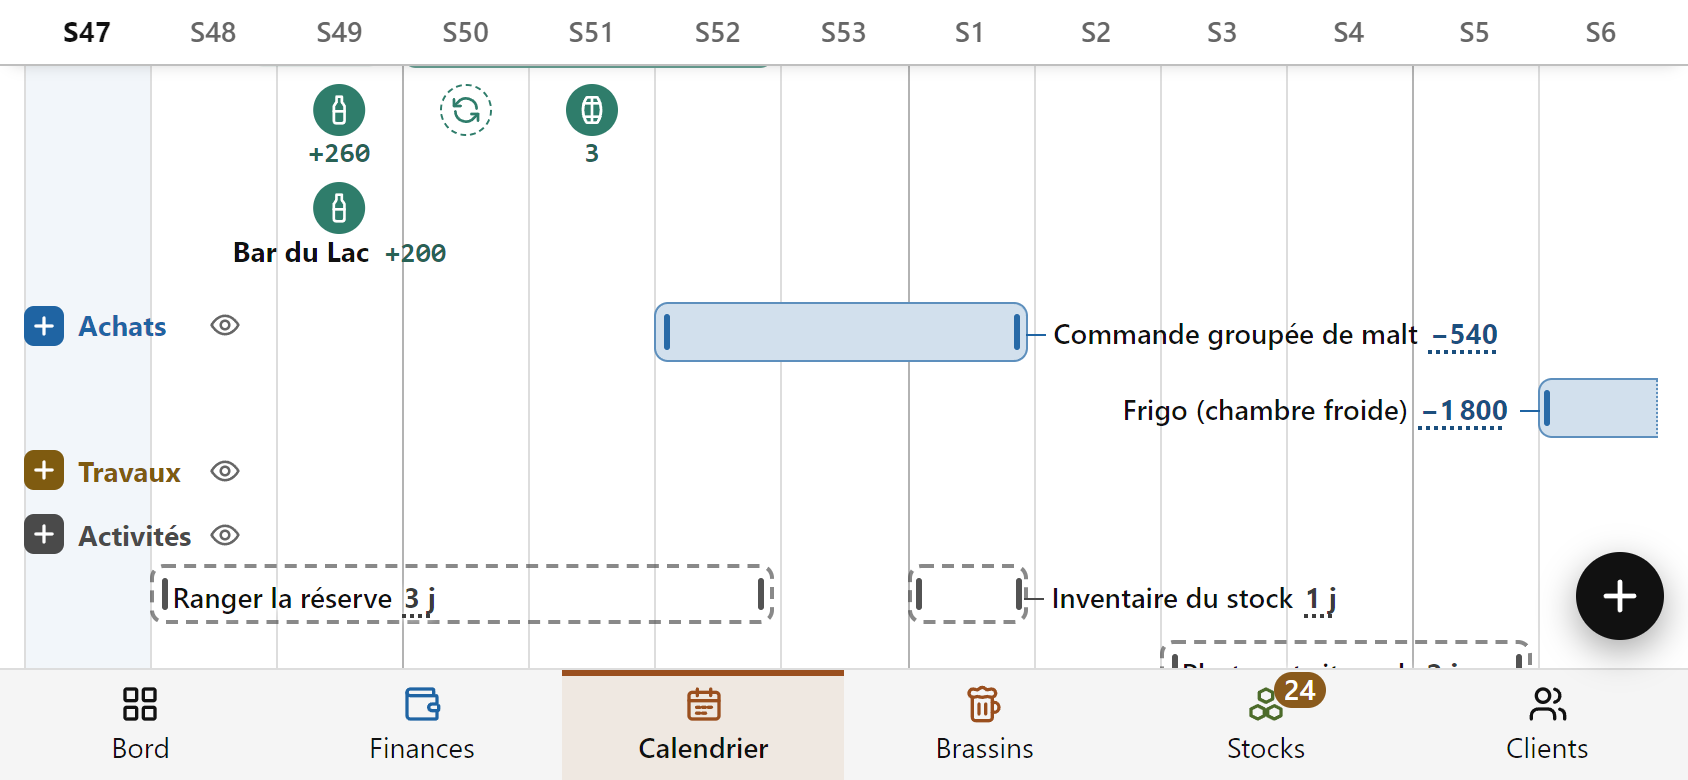 S47 S48 S49 S50 S51 S52 S53 S1 S2 S3 S4 S5 S6
+260
3
Bar du Lac +200
Achats
Commande groupée de malt −540
Frigo (chambre froide) −1 800
Travaux
Activités
Ranger la réserve 3 j
Inventaire du stock 1 j
24
Bord
Finances
Calendrier
Brassins
Stocks
Clients